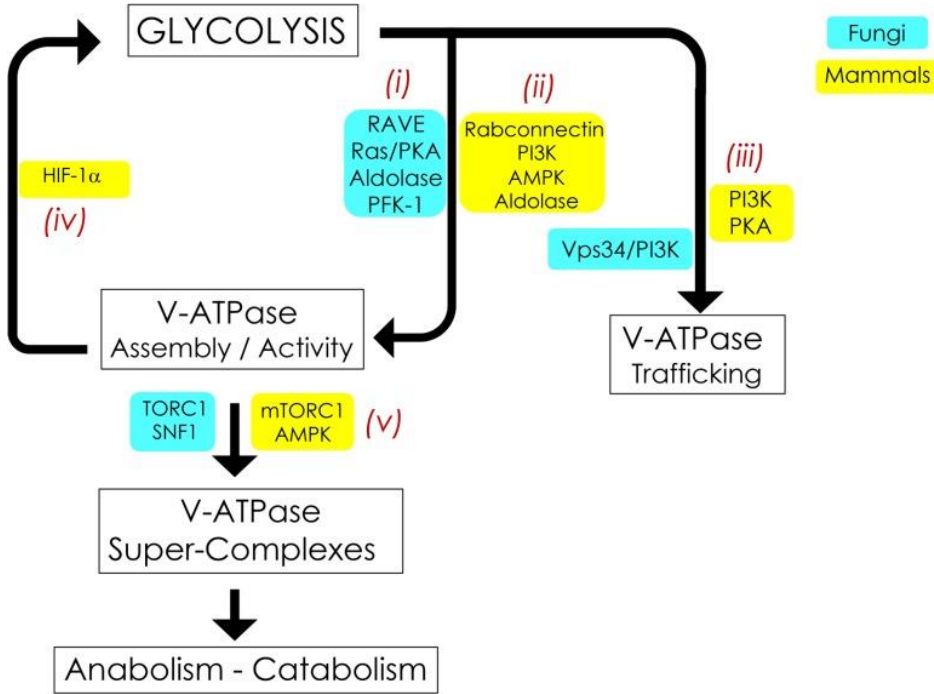 GLYCOLYSIS
Fungi
Mammals
(i)
RAVE
Ras/PKA
Aldolase
PFK-1
(ii)
Rabconnectin
PI3K
AMPK
Aldolase
(iii)
PI3K
PKA
Vps34/PI3K
HIF-1α
(iv)
V-ATPase
Assembly / Activity
V-ATPase
Trafficking
TORC1
SNF1
mTORC1
AMPK
(v)
V-ATPase
Super-Complexes
Anabolism - Catabolism